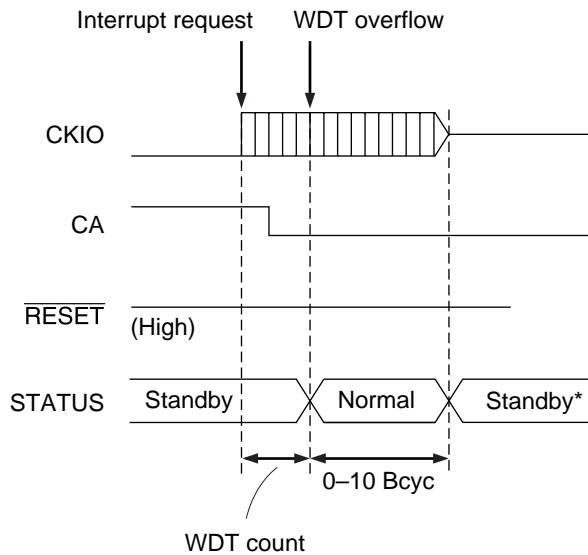 Interrupt request WDT overflow
CKIO
CA
RESET
(High)
STATUS Standby Normal Standby*
0–10 Bcyc
WDT count